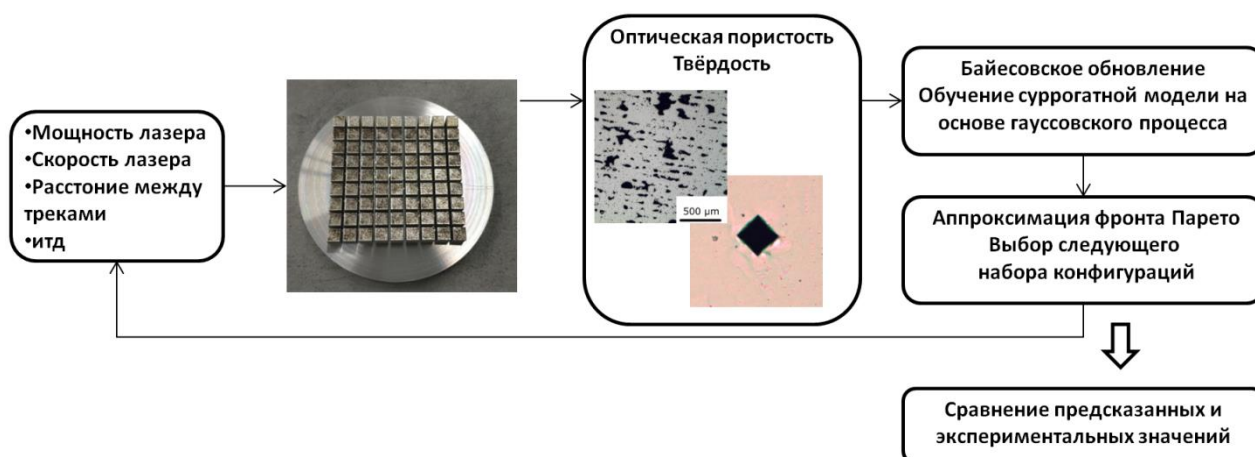 •Мощность лазера
•Скорость лазера
•Расстоние между
треками
•итд
Оптическая пористость
Твёрдость
500 µm
Байесовское обновление
Обучение суррогатной модели на
основе гауссовского процесса
Аппроксимация фронта Парето
Выбор следующего
набора конфигураций
Сравнение предсказанных и
экспериментальных значений